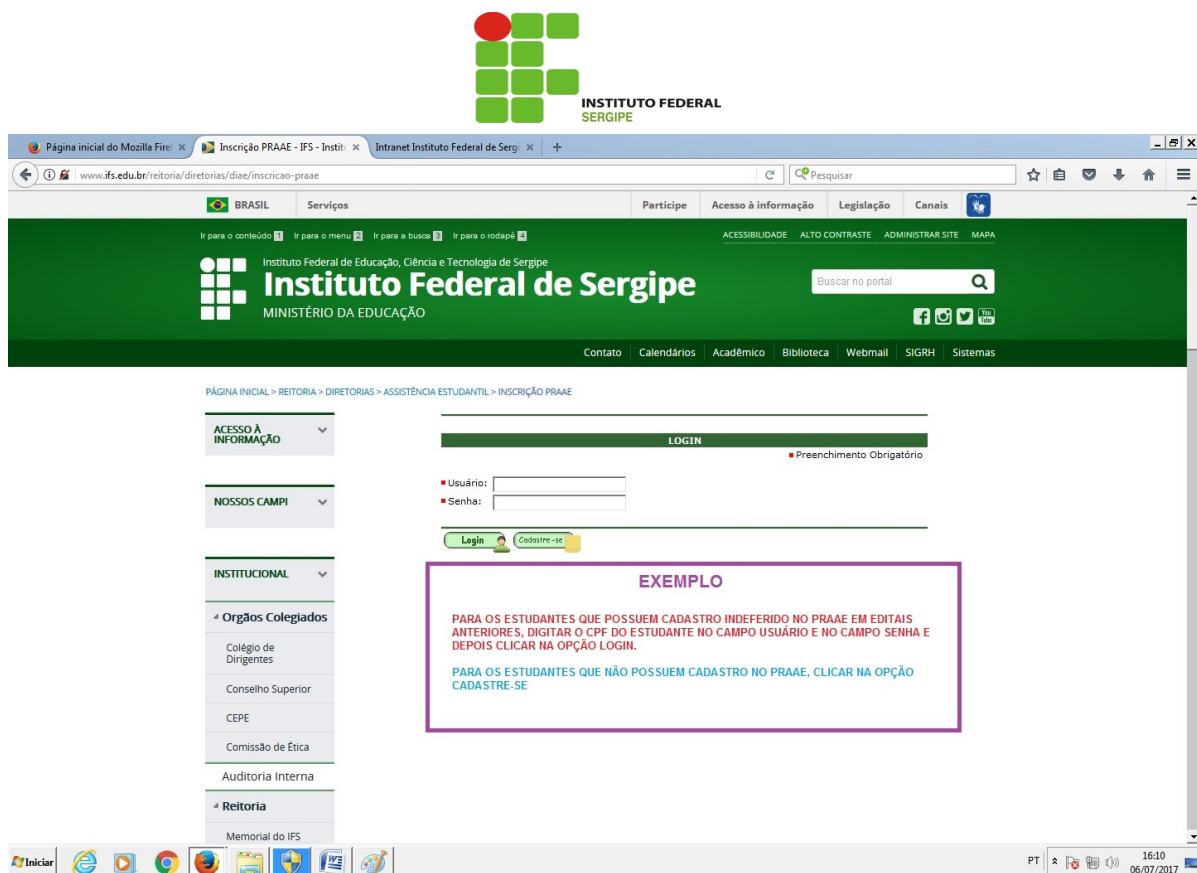 INSTITUTO FEDERAL
SERGIPE
Página inicial do Mozilla Firef
Inscrição PRAAE - IFS - Institu
Intranet Instituto Federal de Sergi
www.ifs.edu.br/reitoria/diretorias/diae/inscricao-praae
Pesquisar
BRASIL Serviços Participe Acesso à informação Legislação Canais
Ir para o conteúdo 1 Ir para o menu 2 Ir para a busca 3 Ir para o rodapé 4 ACESSIBILIDADE ALTO CONTRASTE ADMINISTRAR SITE MAPA
Instituto Federal de Educação, Ciência e Tecnologia de Sergipe
Instituto Federal de Sergipe
MINISTÉRIO DA EDUCAÇÃO
Buscar no portal
You Tube
Contato Calendários Acadêmico Biblioteca Webmail SIGRH Sistemas
PÁGINA INICIAL > REITORIA > DIRETORIAS > ASSISTÊNCIA ESTUDANTIL > INSCRIÇÃO PRAAE
ACESSO À
INFORMAÇÃO
NOSSOS CAMPI
INSTITUCIONAL
Orgãos Colegiados
Colégio de
Dirigentes
Conselho Superior
CEPE
Comissão de Ética
Auditoria Interna
Reitoria
Memorial do IFS
LOGIN
Preenchimento Obrigatório
Usuário:
Senha:
Login Cadastre-se
EXEMPLO
PARA OS ESTUDANTES QUE POSSUEM CADASTRO INDEFERIDO NO PRAAE EM EDITAIS
ANTERIORES, DIGITAR O CPF DO ESTUDANTE NO CAMPO USUÁRIO E NO CAMPO SENHA E
DEPOIS CLICAR NA OPÇÃO LOGIN.
PARA OS ESTUDANTES QUE NÃO POSSUEM CADASTRO NO PRAAE, CLICAR NA OPÇÃO
CADASTRE-SE
Iniciar
PT
16:10
06/07/2017